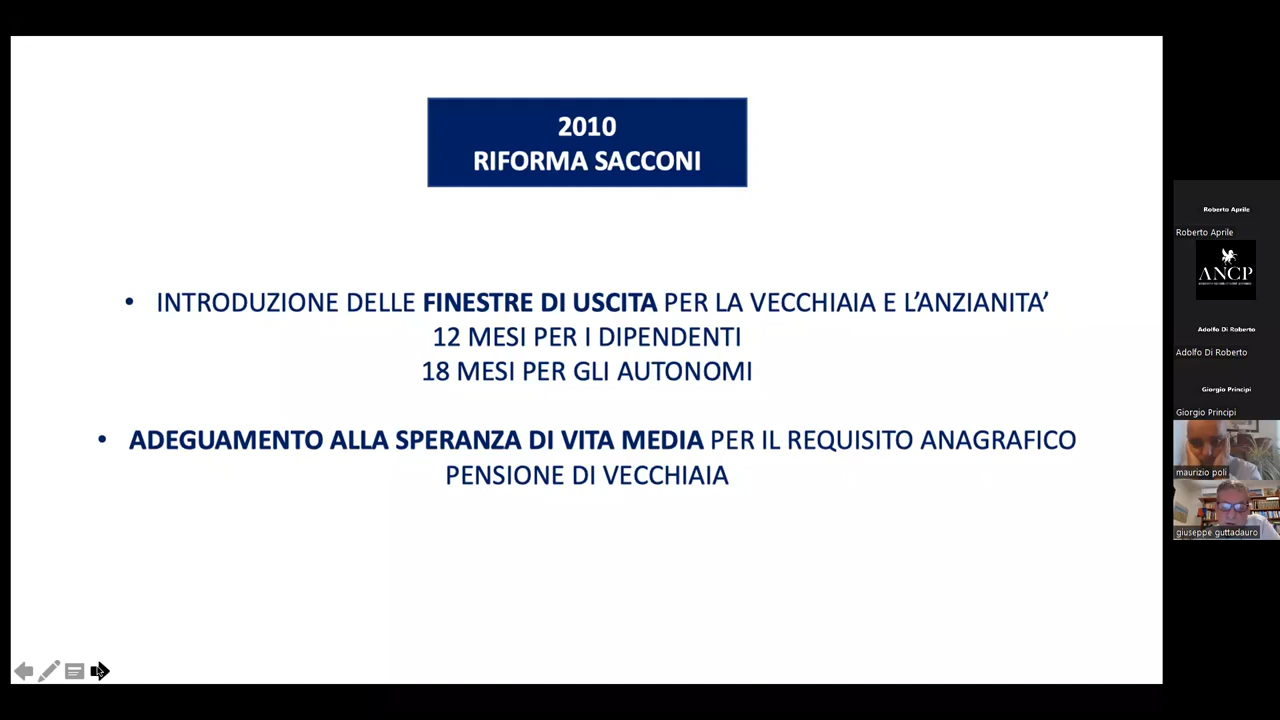 2010
RIFORMA SACCONI
• INTRODUZIONE DELLE FINESTRE DI USCITA PER LA VECCHIAIA E L’ANZIANITA’
12 MESI PER I DIPENDENTI
18 MESI PER GLI AUTONOMI
• ADEGUAMENTO ALLA SPERANZA DI VITA MEDIA PER IL REQUISITO ANAGRAFICO
PENSIONE DI VECCHIAIA
Roberto Aprile
Roberto Aprile
ANCP
Adolfo Di Roberto
Adolfo Di Roberto
Giorgio Principi
Giorgio Principi
maurizio poli
giuseppe guttadauro